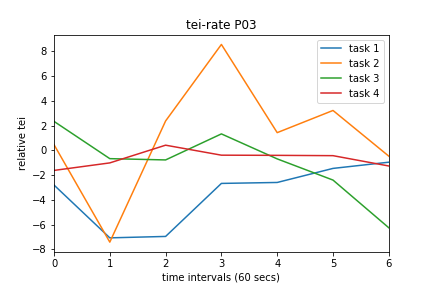 tei-rate P03
relative tei
8
6
4
2
0
−2
−4
−6
−8
0 1 2 3 4 5 6
time intervals (60 secs)
task 1
task 2
task 3
task 4